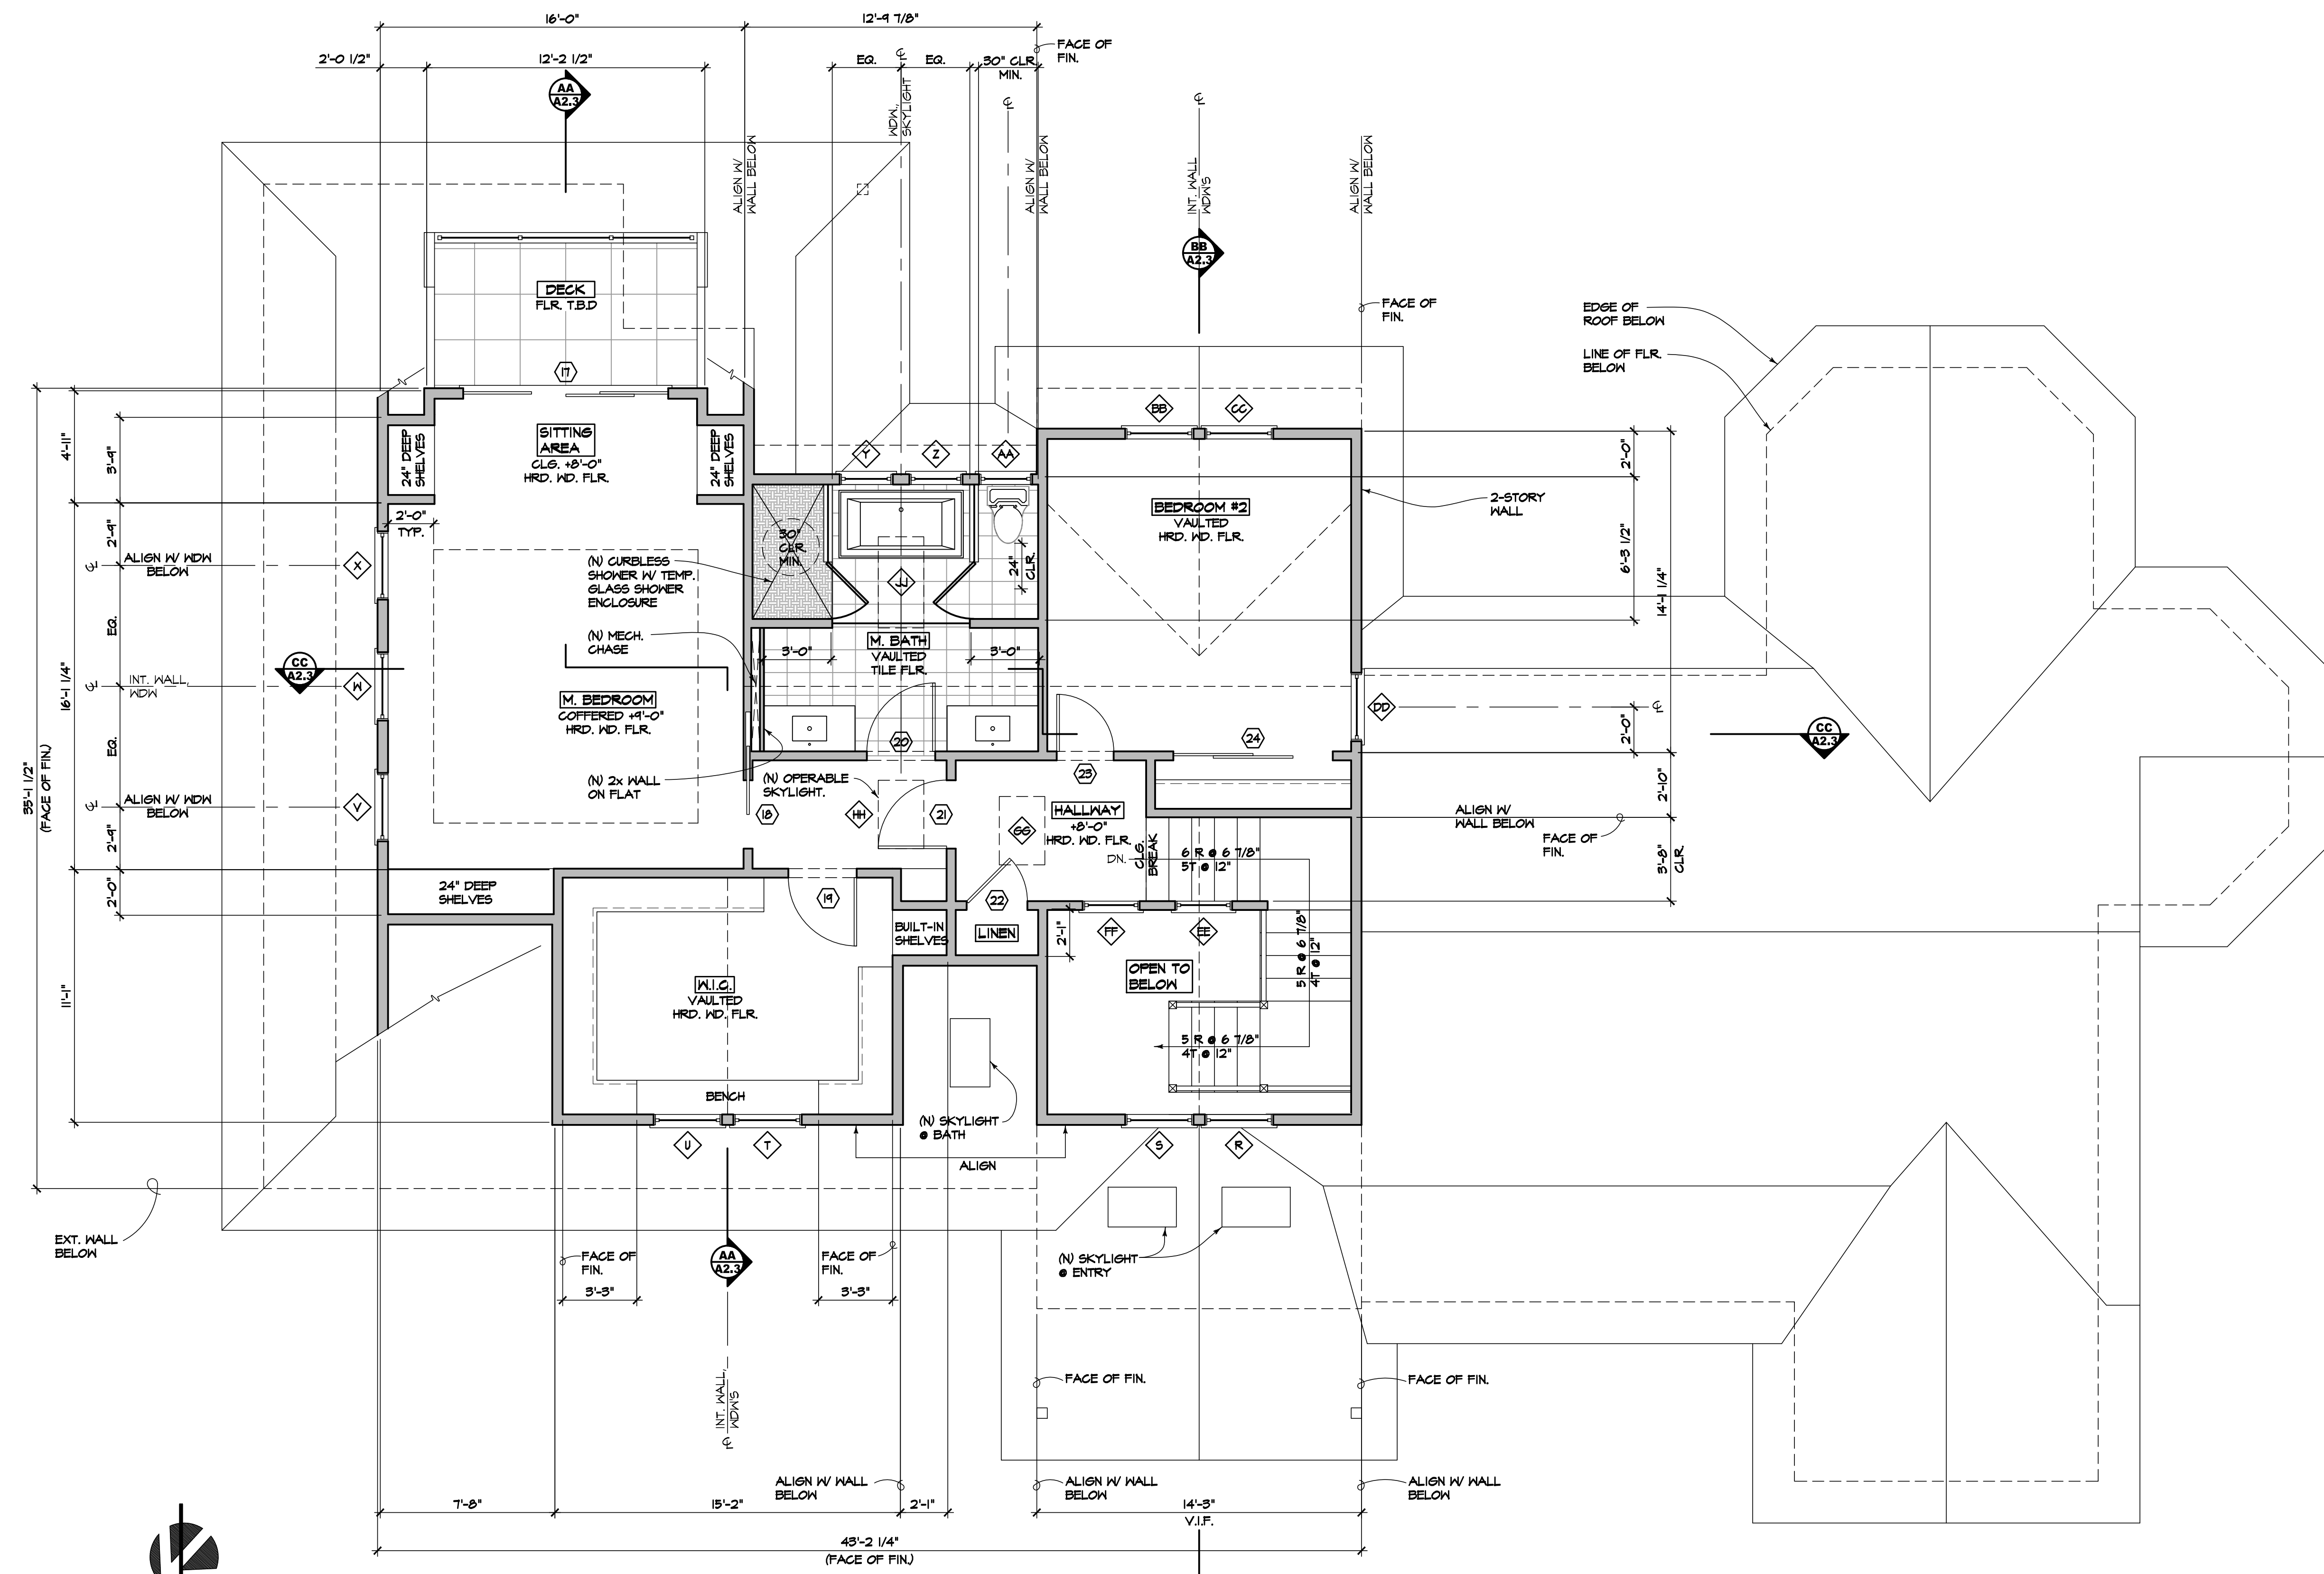 16'-0"
12'-9 7/8"
2'-0 1/2"
12'-2 1/2"
EQ.
EQ.
30" CLR.
MIN.
FACE OF
FIN.
AA
A2.3
WDW.,
SKYLIGHT
ALIGN W/
WALL BELOW
ALIGN W/
WALL BELOW
INT. WALL
WDW'S
ALIGN W/
WALL BELOW
BB
A2.3
FACE OF
FIN.
DECK
FLR. T.B.D
EDGE OF
ROOF BELOW
LINE OF FLR.
BELOW
17
SITTING
AREA
CLG. +8'-0"
HRD. WD. FLR.
24" DEEP
SHELVES
24" DEEP
SHELVES
Y
Z
AA
BB
CC
4'-11"
3'-9"
2'-0"
TYP.
2'-9"
ALIGN W/ WDW
BELOW
X
30"
CLR.
MIN.
(N) CURBLESS
SHOWER W/ TEMP.
GLASS SHOWER
ENCLOSURE
24"
CLR.
LL
BEDROOM #2
VAULTED
HRD. WD. FLR.
2-STORY
WALL
2'-0"
6'-3 1/2"
14'-1 1/4"
EQ.
(N) MECH.
CHASE
M. BATH
VAULTED
TILE FLR.
3'-0"
3'-0"
CC
A2.3
16'-1 1/4"
INT. WALL,
WDW
W
M. BEDROOM
COFFERED +9'-0"
HRD. WD. FLR.
DD
2'-0"
CC
A2.3
20
24
EQ.
35'-1 1/2"
(FACE OF FIN.)
(N) 2x WALL
ON FLAT
(N) OPERABLE
SKYLIGHT.
23
ALIGN W/ WDW
BELOW
V
18
HH
21
GG
HALLWAY
+8'-0"
HRD. WD. FLR.
2'-10"
ALIGN W/
WALL BELOW
FACE OF
FIN.
2'-9"
DN.
CLG.
BREAK
6 R @ 6 7/8"
5T @ 12"
3'-8"
CLR.
2'-0"
24" DEEP
SHELVES
19
22
BUILT-IN
SHELVES
LINEN
2'-1"
FF
EE
5 R @ 6 7/8"
4T @ 12"
OPEN TO
BELOW
11'-1"
W.I.C.
VAULTED
HRD. WD. FLR.
5 R @ 6 7/8"
4T @ 12"
BENCH
(N) SKYLIGHT
@ BATH
U
T
S
R
ALIGN
EXT. WALL
BELOW
FACE OF
FIN.
AA
A2.3
FACE OF
FIN.
(N) SKYLIGHT
@ ENTRY
3'-3"
3'-3"
INT. WALL,
WDW'S
FACE OF FIN.
FACE OF FIN.
ALIGN W/ WALL
BELOW
ALIGN W/ WALL
BELOW
ALIGN W/ WALL
BELOW
7'-8"
15'-2"
2'-1"
14'-3"
V.I.F.
43'-2 1/4"
(FACE OF FIN.)